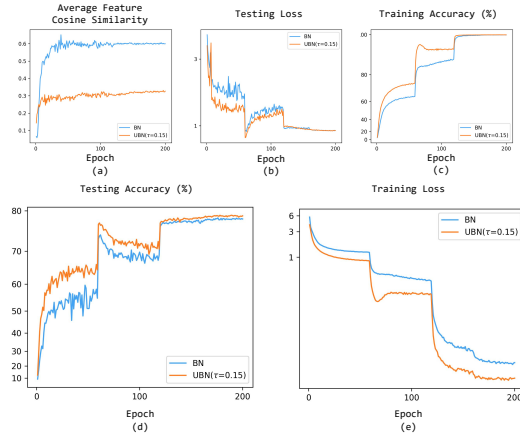 Average Feature
Cosine Similarity
0.6
0.5
0.4
0.3
0.2
0.1
BN
UBN(τ=0.15)
0
100
200
Epoch
(a)
Testing Loss
3
1
BN
UBN(τ=0.15)
0
100
200
Epoch
(b)
Training Accuracy (%)
00
80
60
40
20
0
BN
UBN(τ=0.15)
0
100
200
Epoch
(c)
Testing Accuracy (%)
80
70
60
50
40
30
20
10
BN
UBN(τ=0.15)
0
100
200
Epoch
(d)
Training Loss
6
3
1
BN
UBN(τ=0.15)
0
100
200
Epoch
(e)